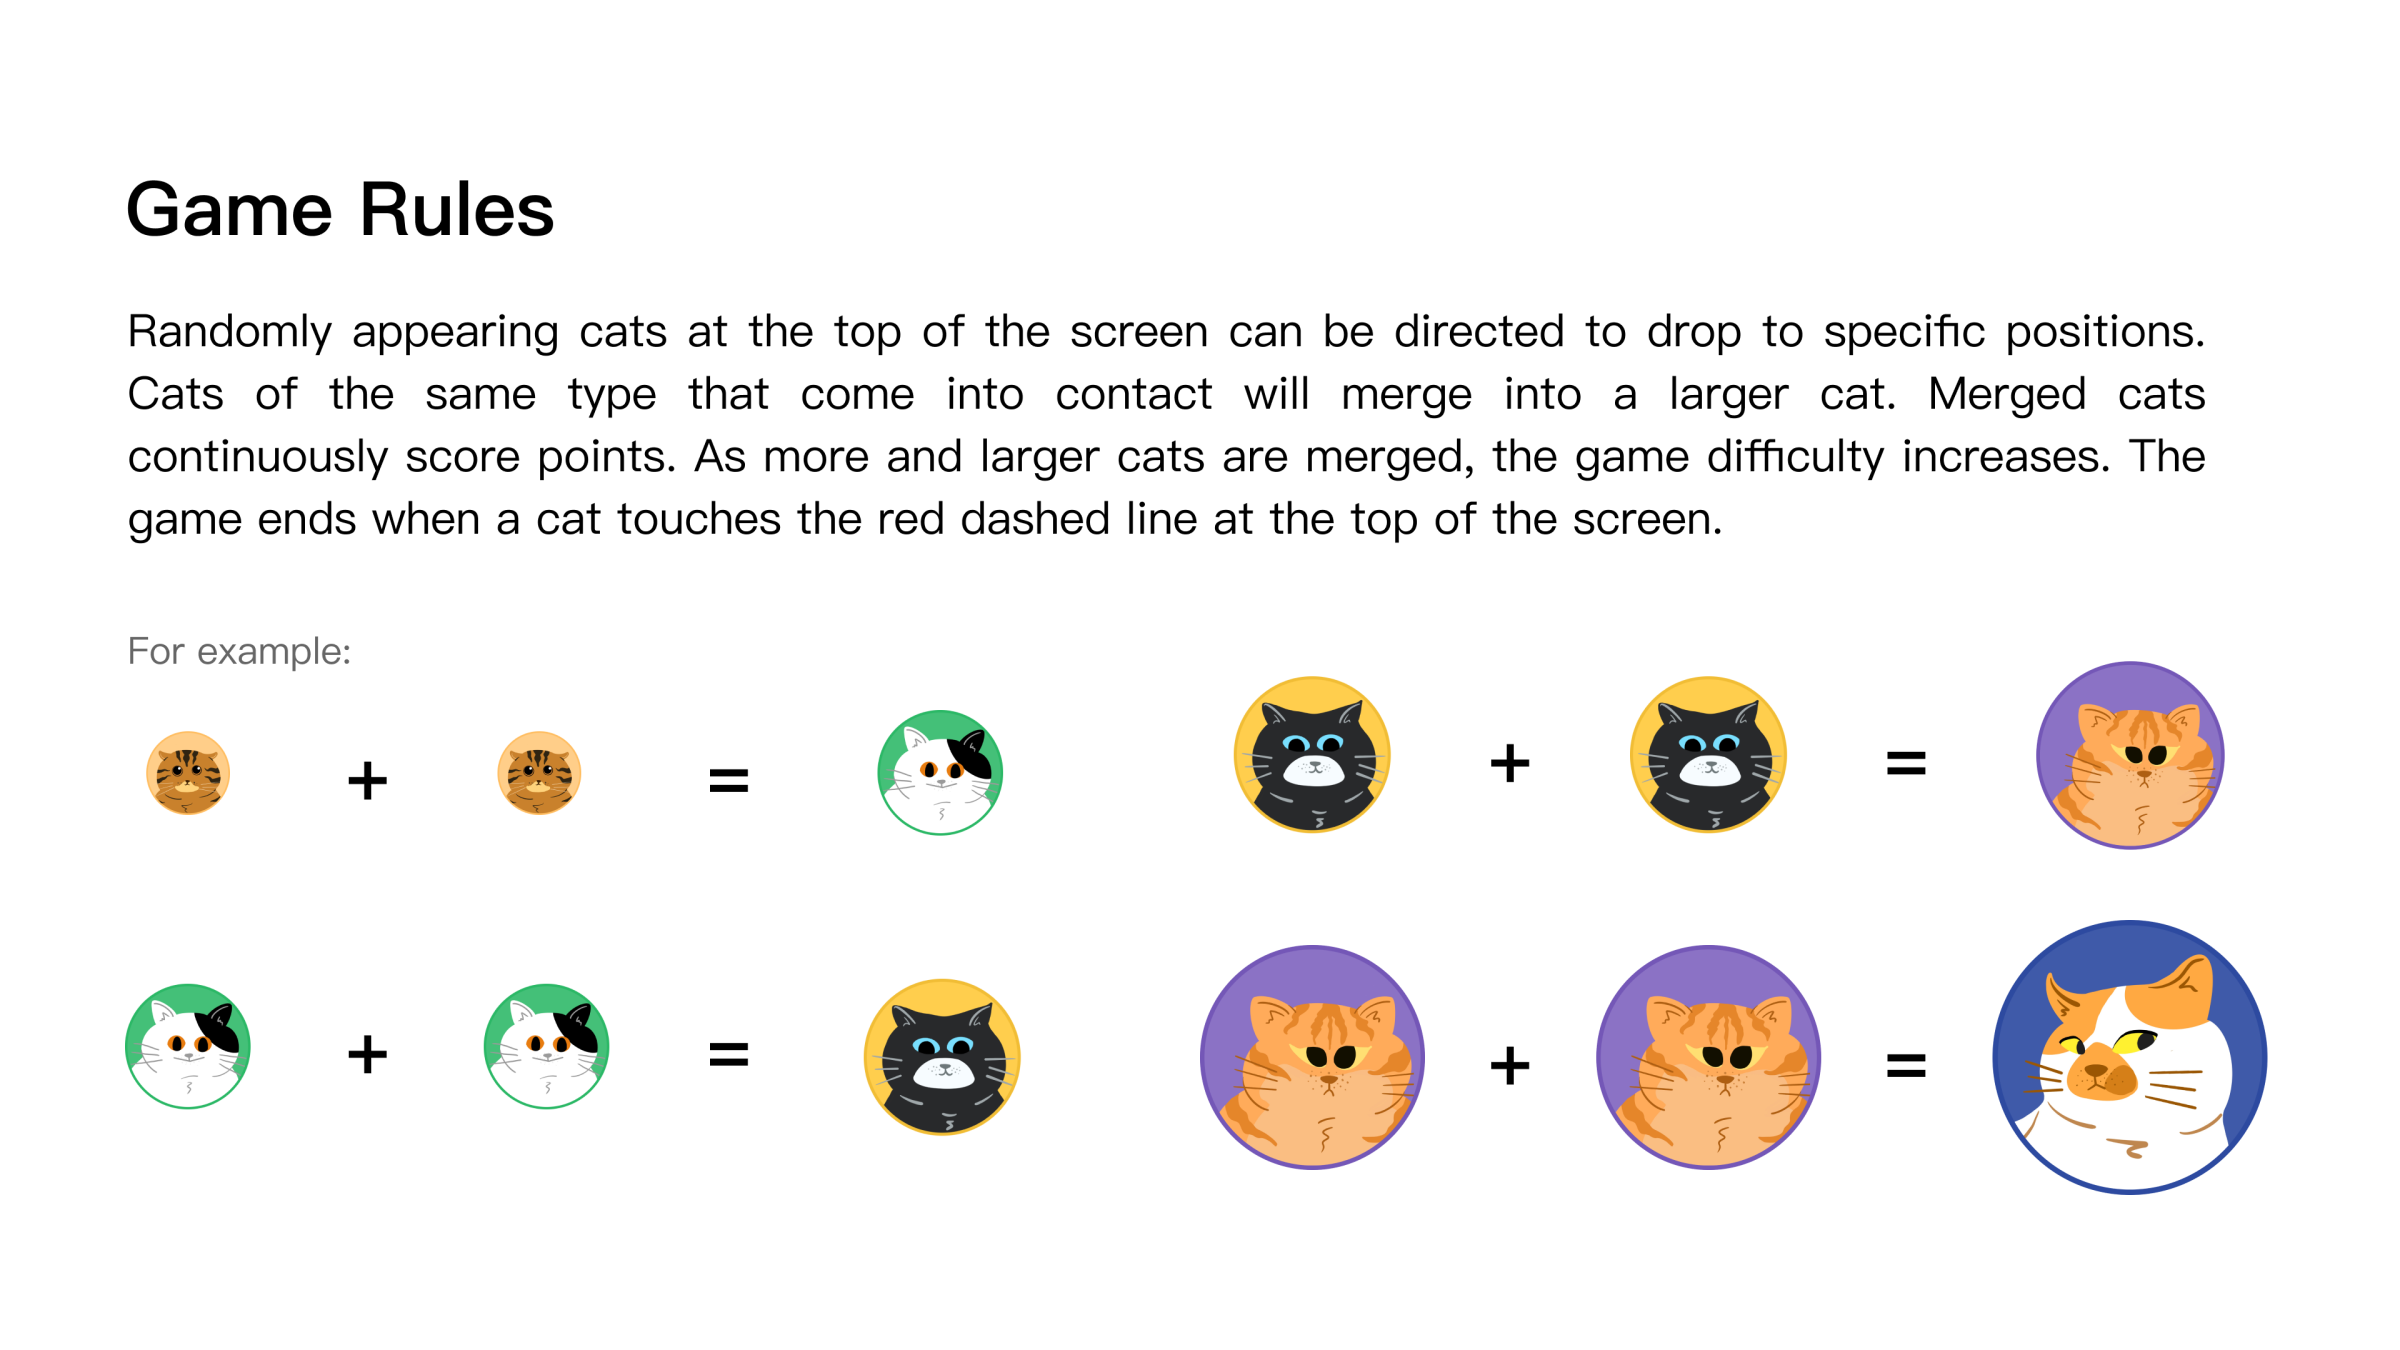 Game Rules
Randomly appearing cats at the top of the screen can be directed to drop to specific positions.
Cats of the same type that come into contact will merge into a larger cat. Merged cats
continuously score points. As more and larger cats are merged, the game difficulty increases. The
game ends when a cat touches the red dashed line at the top of the screen.
For example:
+ =
+ =
+ =
+ =